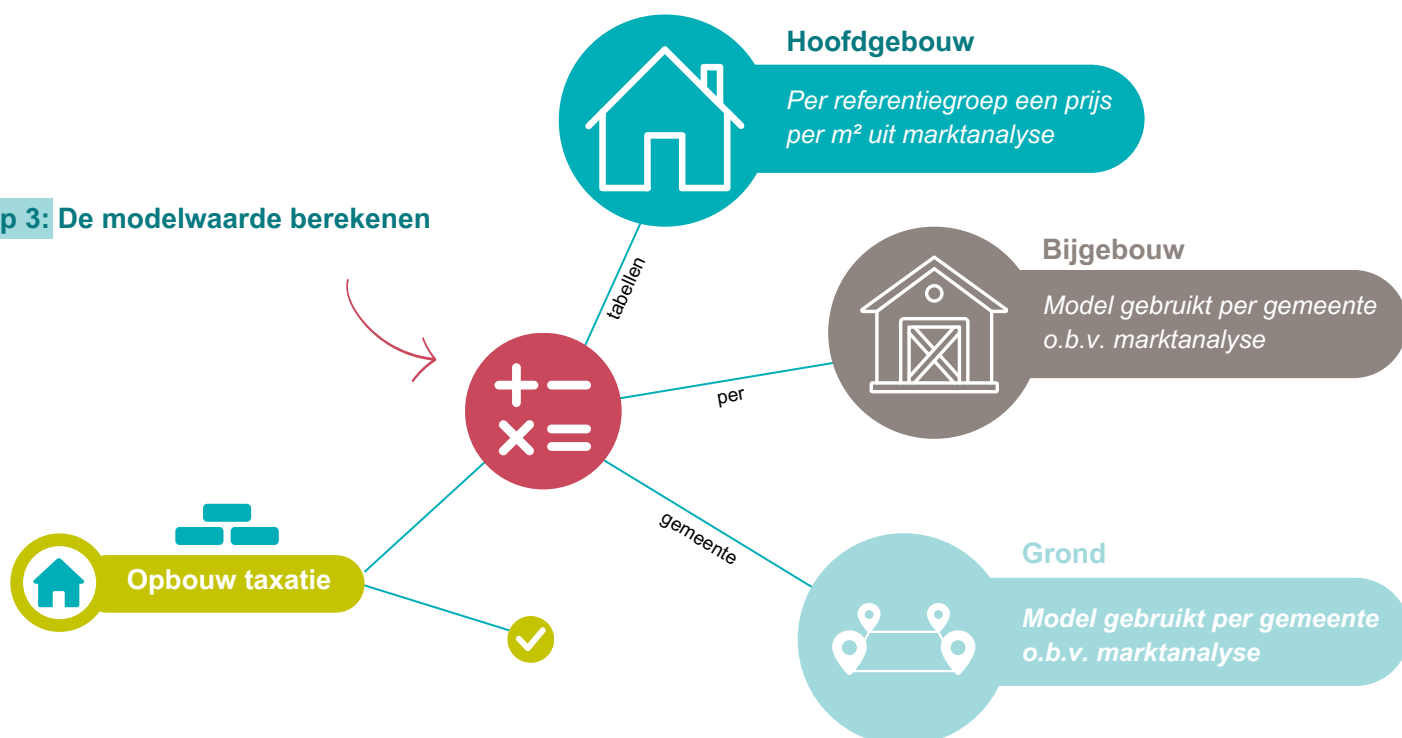 Hoofdgebouw
Per referentiegroep een prijs
per m² uit marktanalyse
p 3: De modelwaarde berekenen
tabellen
Bijgebouw
Model gebruikt per gemeente
o.b.v. marktanalyse
per
gemeente
Grond
Model gebruikt per gemeente
o.b.v. marktanalyse
Opbouw taxatie